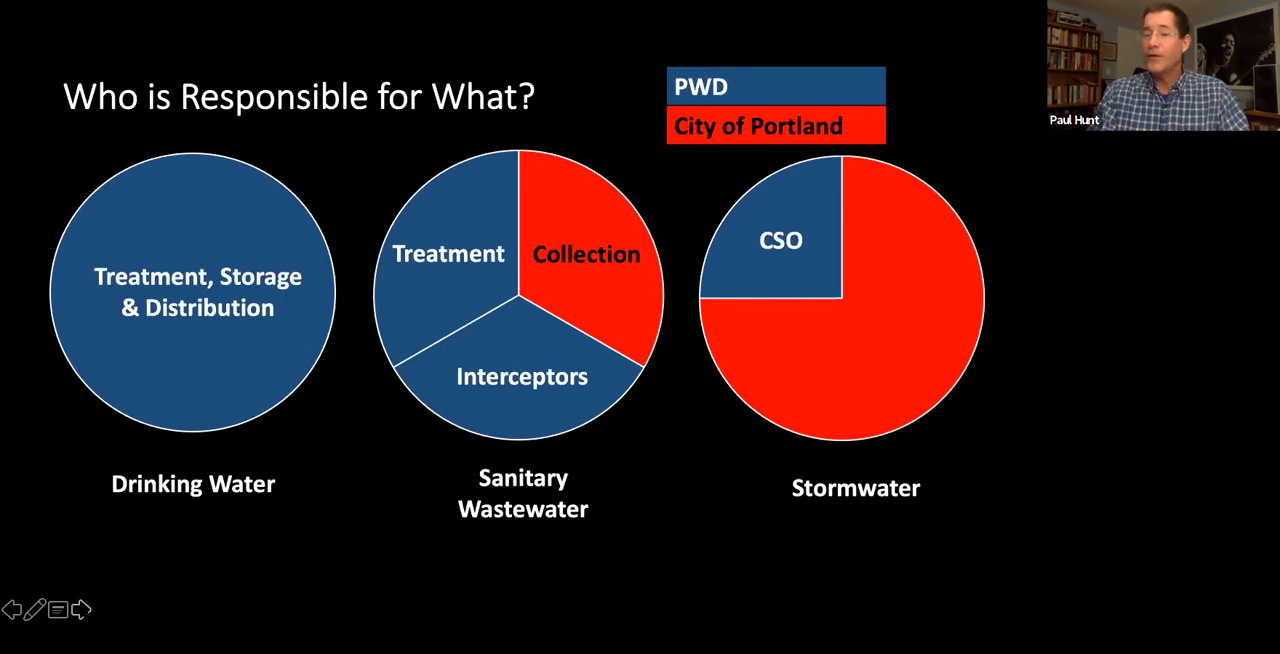 Who is Responsible for What?
PWD
City of Portland
Paul Hunt
Treatment, Storage
& Distribution
Treatment
Collection
Interceptors
CSO
Drinking Water
Sanitary
Wastewater
Stormwater